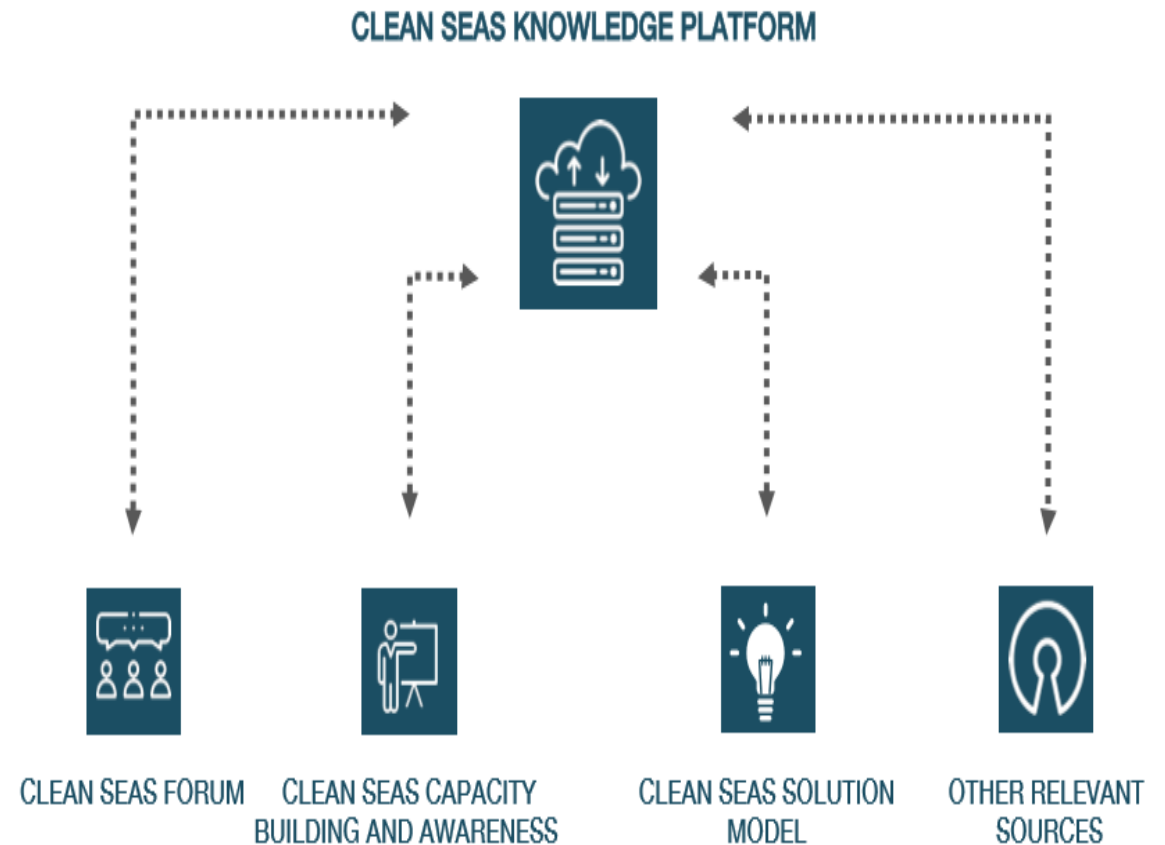 CLEAN SEAS KNOWLEDGE PLATFORM
CLEAN SEAS FORUM
CLEAN SEAS CAPACITY
BUILDING AND AWARENESS
CLEAN SEAS SOLUTION
MODEL
OTHER RELEVANT
SOURCES